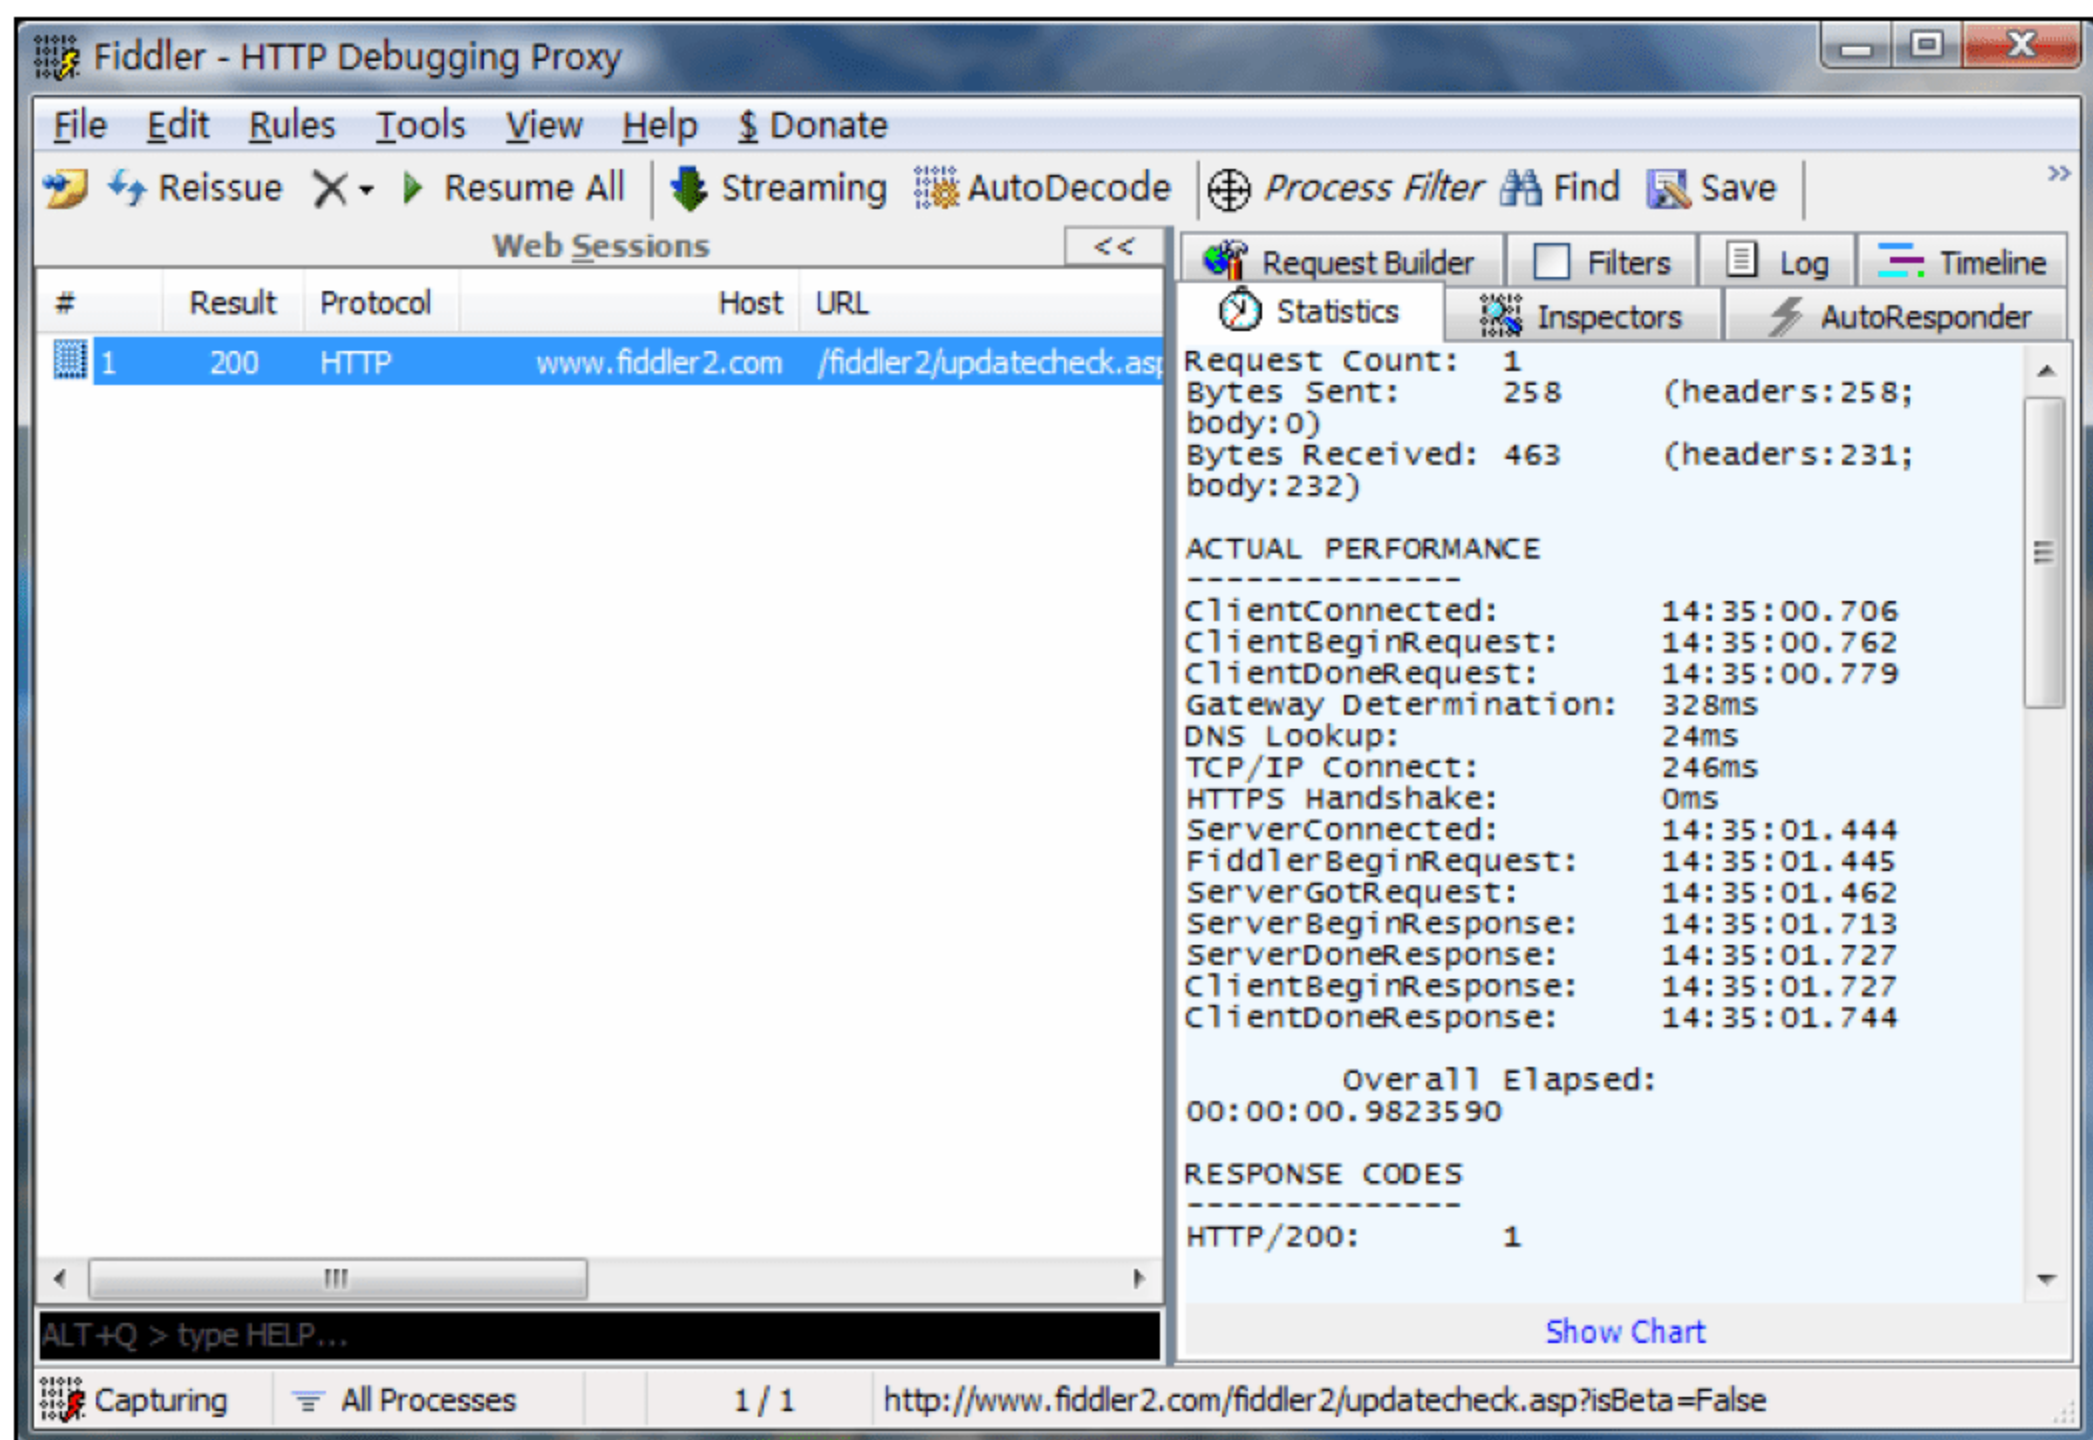 Fiddler - HTTP Debugging Proxy
File Edit Rules Tools View Help $ Donate
Reissue Resume All Streaming AutoDecode Process Filter Find Save >>
Web Sessions <<
# Result Protocol Host URL
1 200 HTTP www.fiddler2.com /fiddler2/updatecheck.asp
Request Builder Filters Log Timeline
Statistics Inspectors AutoResponder
Request Count: 1
Bytes Sent: 258 (headers:258;
body:0)
Bytes Received: 463 (headers:231;
body:232)
ACTUAL PERFORMANCE
--------------
ClientConnected: 14:35:00.706
ClientBeginRequest: 14:35:00.762
ClientDoneRequest: 14:35:00.779
Gateway Determination: 328ms
DNS Lookup: 24ms
TCP/IP Connect: 246ms
HTTPS Handshake: 0ms
ServerConnected: 14:35:01.444
FiddlerBeginRequest: 14:35:01.445
ServerGotRequest: 14:35:01.462
ServerBeginResponse: 14:35:01.713
ServerDoneResponse: 14:35:01.727
ClientBeginResponse: 14:35:01.727
ClientDoneResponse: 14:35:01.744
Overall Elapsed:
00:00:00.9823590
RESPONSE CODES
--------------
HTTP/200: 1
Show Chart
ALT+Q > type HELP...
Capturing All Processes 1 / 1 http://www.fiddler2.com/fiddler2/updatecheck.asp?isBeta=False